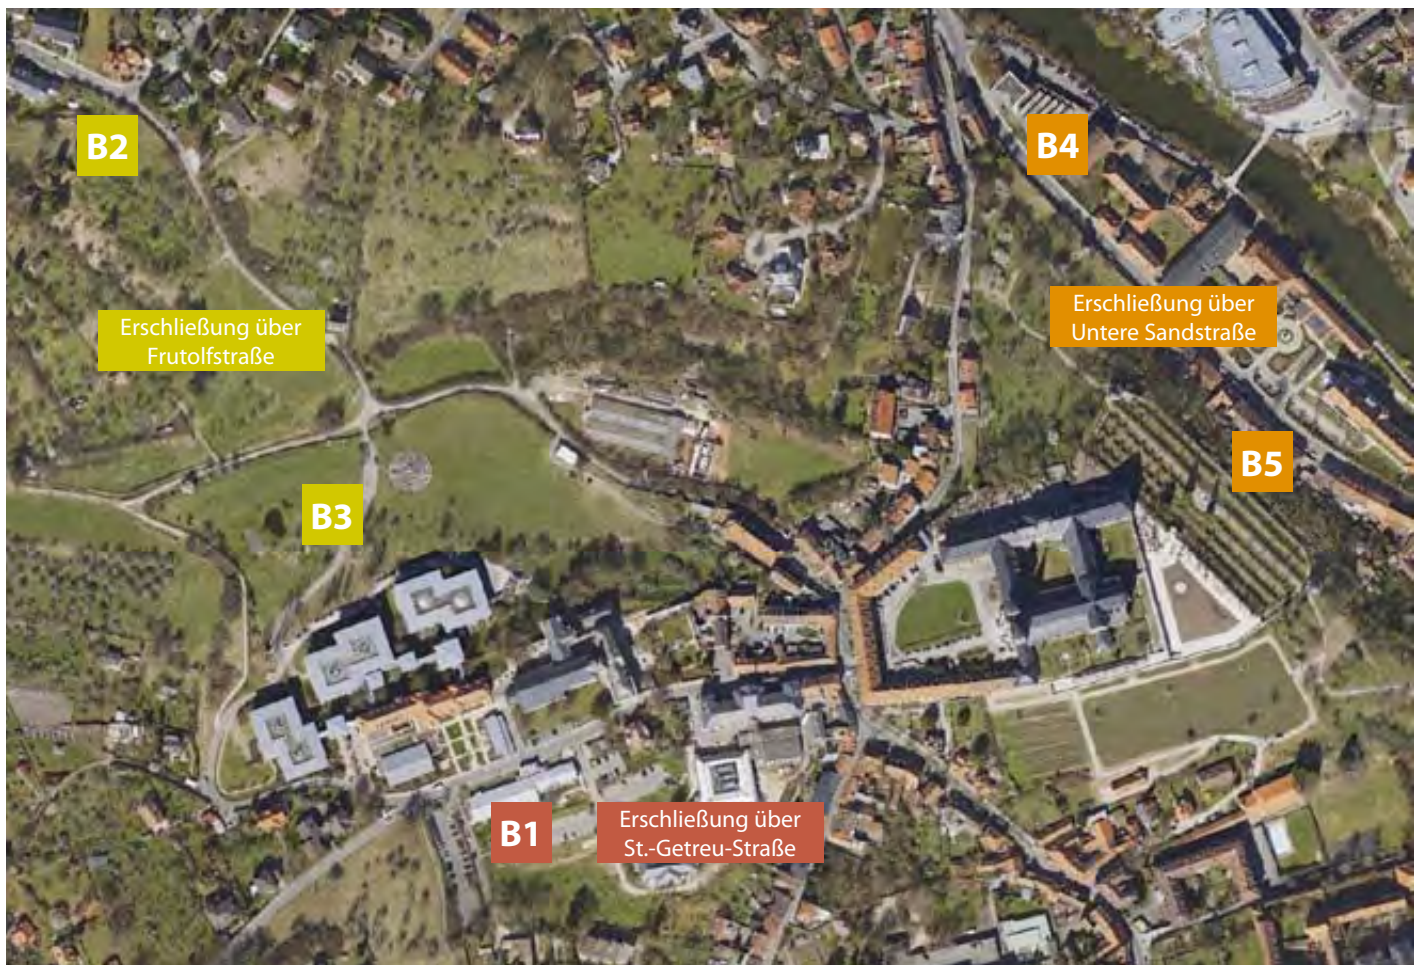 B2
B4
Erschließung über
Frutolfstraße
Erschließung über
Untere Sandstraße
B5
B3
B1
Erschließung über
St.-Getreu-Straße